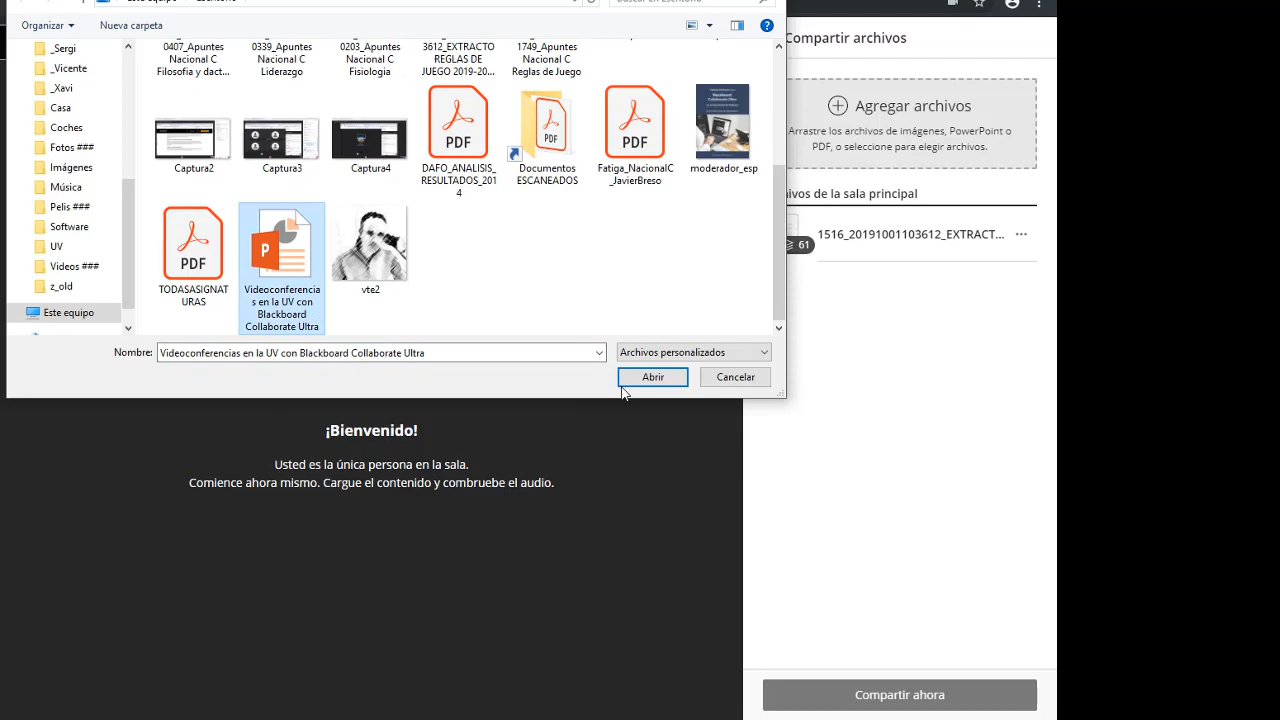 Organizar
Nueva carpeta
_Sergi
_Vicente
_Xavi
Casa
Coches
Fotos ###
Imágenes
Música
Pelis ###
Software
UV
Videos ###
z_old
Este equipo
0407_Apuntes
Nacional C
Filosofia y dact...
0339_Apuntes
Nacional C
Liderazgo
0203_Apuntes
Nacional C
Fisiologia
3612_EXTRACTO
REGLAS DE
JUEGO 2019-20...
1749_Apuntes
Nacional C
Reglas de Juego
Captura2
Captura3
Captura4
PDF
DAFO_ANALISIS_
RESULTADOS_201
4
PDF
Documentos
ESCANEADOS
PDF
Fatiga_NacionalC
_JavierBreso
moderador_esp
PDF
TODASASIGNAT
URAS
P
Videoconferencia
s en la UV con
Blackboard
Collaborate Ultra
vte2
Nombre:
Videoconferencias en la UV con Blackboard Collaborate Ultra
Archivos personalizados
Abrir
Cancelar
¡Bienvenido!
Usted es la única persona en la sala.
Comience ahora mismo. Cargue el contenido y combruebe el audio.
Compartir archivos
Agregar archivos
Arrastre los archivos de imágenes, PowerPoint o
PDF, o seleccione para elegir archivos.
ivos de la sala principal
61
1516_20191001103612_EXTRACT...
Compartir ahora